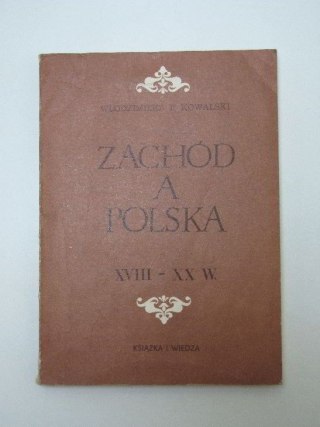 WŁODZIMIERZ T. KOWALSKI
ZACHÓD
A
POLSKA
XVIII - XX W.
KSIĄŻKA I WIEDZA